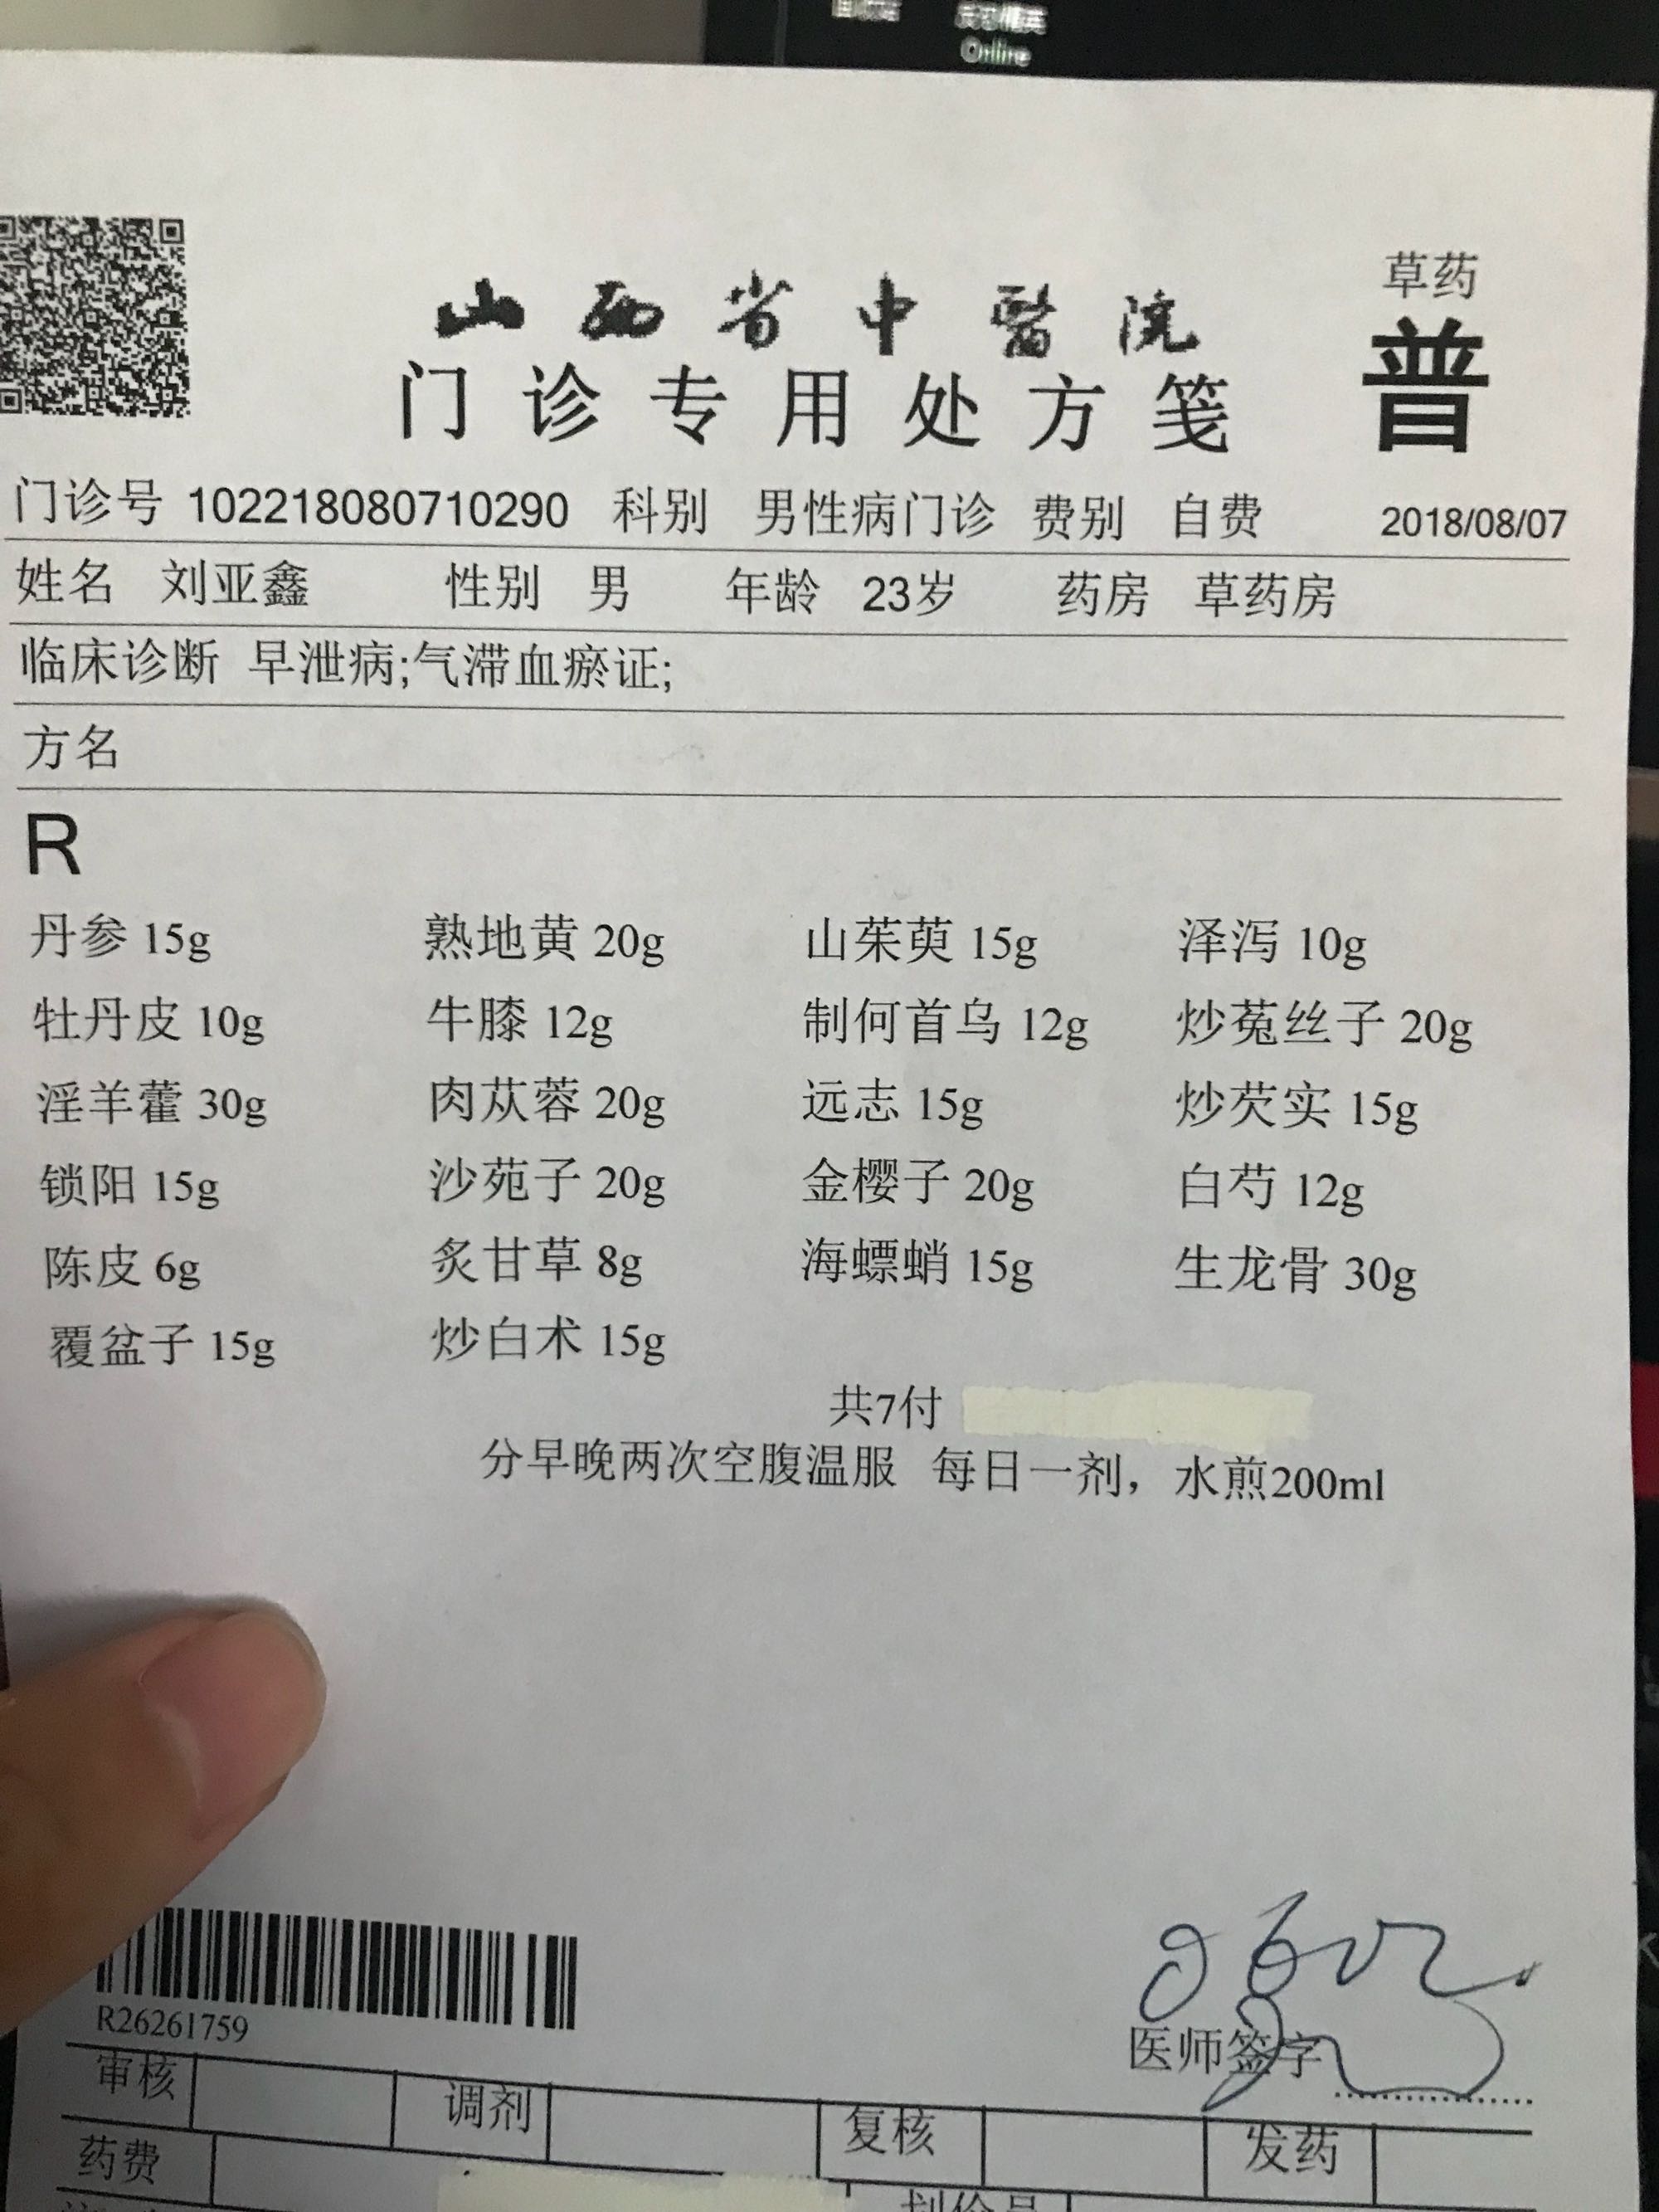 Online
草药
山西省中醫院
普
门诊专用处方笺
门诊号 102218080710290 科别 男性病门诊 费别 自费 2018/08/07
姓名 刘亚鑫 性别 男 年龄 23岁 药房 草药房
临床诊断 早泄病;气滞血瘀证;
方名
R
丹参 15g 熟地黄 20g 山茱萸 15g 泽泻 10g
牡丹皮 10g 牛膝 12g 制何首乌 12g 炒菟丝子 20g
淫羊藿 30g 肉苁蓉 20g 远志 15g 炒芡实 15g
锁阳 15g 沙苑子 20g 金樱子 20g 白芍 12g
陈皮 6g 炙甘草 8g 海螵蛸 15g 生龙骨 30g
覆盆子 15g 炒白术 15g
共7付
分早晚两次空腹温服 每日一剂，水煎200ml
R26261759
医师签字
审核 调剂 复核 发药
药费 划价员